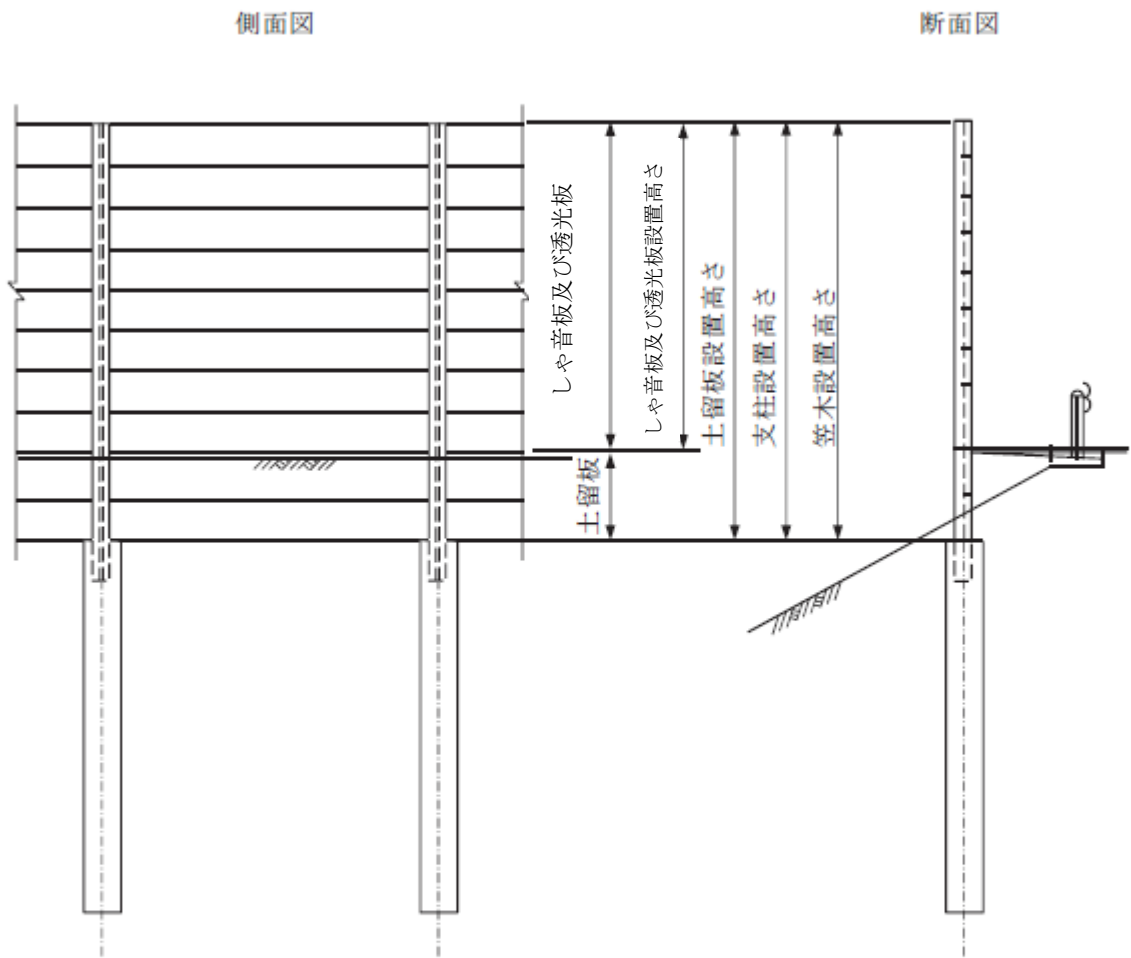 側面図
断面図
しゃ音板及び透光板
しゃ音板及び透光板設置高さ
土留板設置高さ
支柱設置高さ
笠木設置高さ
土留板